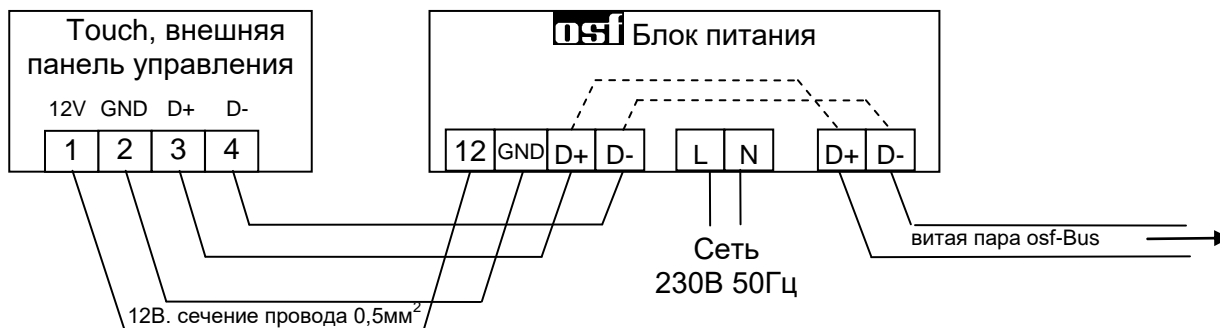 Touch, внешняя
панель управления
12V GND D+ D-
1 2 3 4
osf Блок питания
12 GND D+ D- L N D+ D-
Сеть
230В 50Гц
витая пара osf-Bus
12В. сечение провода 0,5мм²